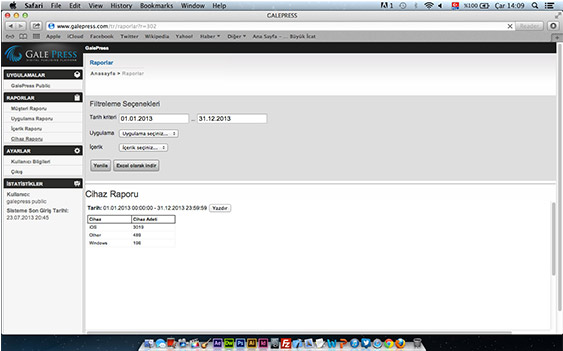 Safari File Edit View History Bookmarks Window Help
1 %100 Çar 14:09
GALEPRESS
www.galepress.com/tr/raporlar?r=302
Reader
Apple iCloud Facebook Twitter Wikipedia Yahoo! Haber Diğer Ana Sayfa - ... Büyük İcat
GALE PRESS
DIGITAL PUBLISHING PLATFORM
GalePress
UYGULAMALAR
GalePress Public
RAPORLAR
Müşteri Raporu
Uygulama Raporu
İçerik Raporu
Cihaz Raporu
AYARLAR
Kullanıcı Bilgileri
Çıkış
İSTATİSTİKLER
Kullanıcı:
galepress public
Sisteme Son Giriş Tarihi:
23.07.2013 20:45
Raporlar
Anasayfa » Raporlar
Filtreleme Seçenekleri
Tarih kriteri 01.01.2013 .. 31.12.2013
Uygulama Uygulama seçiniz...
İçerik İçerik seçiniz...
Yenile Excel olarak indir
Cihaz Raporu
Tarih: 01.01.2013 00:00:00 - 31.12.2013 23:59:59 Yazdır
Cihaz Cihaz Adeti
iOS 3019
Other 488
Windows 198